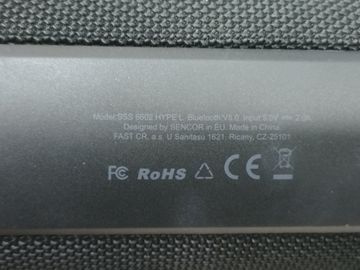 Model:SSS 6602 HYPE L, Bluetooth:V5.0 Input 5.0V ⎓ 2.0A
Designed by SENCOR in EU. Made in China
FAST CR, a.s. U Sanitasu 1621, Ricany, CZ-25101
FC RoHS CE